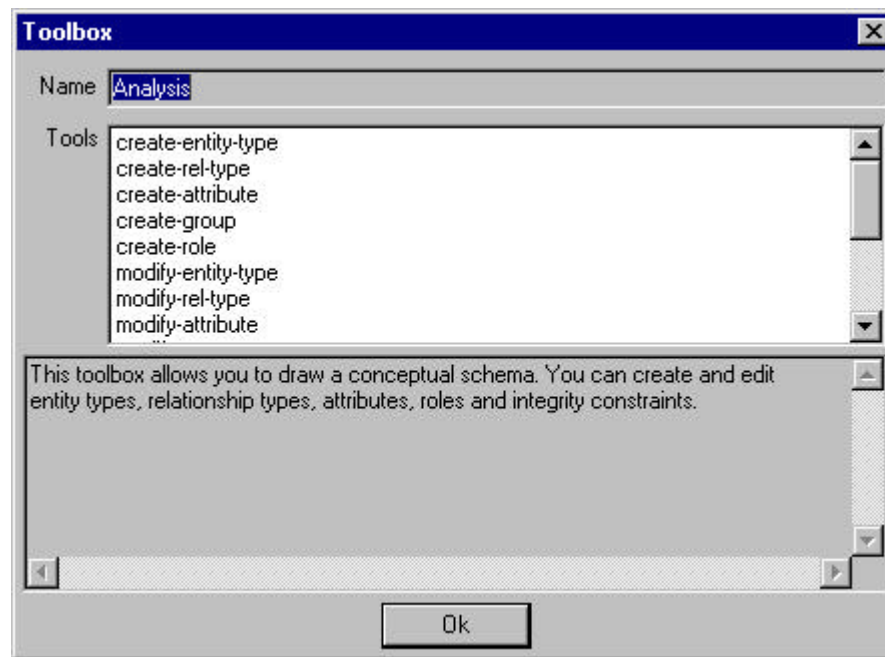 Toolbox
Name Analysis
Tools create-entity-type
create-rel-type
create-attribute
create-group
create-role
modify-entity-type
modify-rel-type
modify-attribute
This toolbox allows you to draw a conceptual schema. You can create and edit
entity types, relationship types, attributes, roles and integrity constraints.
Ok